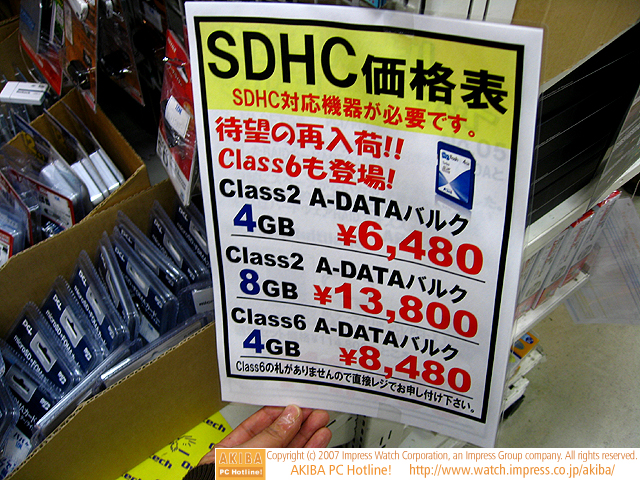 SDHC価格表
SDHC対応機器が必要です。
待望の再入荷!!
Class6も登場!
Class2 A-DATAバルク
4GB ¥6,480
Class2 A-DATAバルク
8GB ¥13,800
Class6 A-DATAバルク
4GB ¥8,480
Class6の札がありませんので直接レジでお申し付け下さい。
AKIBA
PC Hotline!
Copyright (c) 2007 Impress Watch Corporation, an Impress Group company. All rights reserved.
AKIBA PC Hotline! http://www.watch.impress.co.jp/akiba/